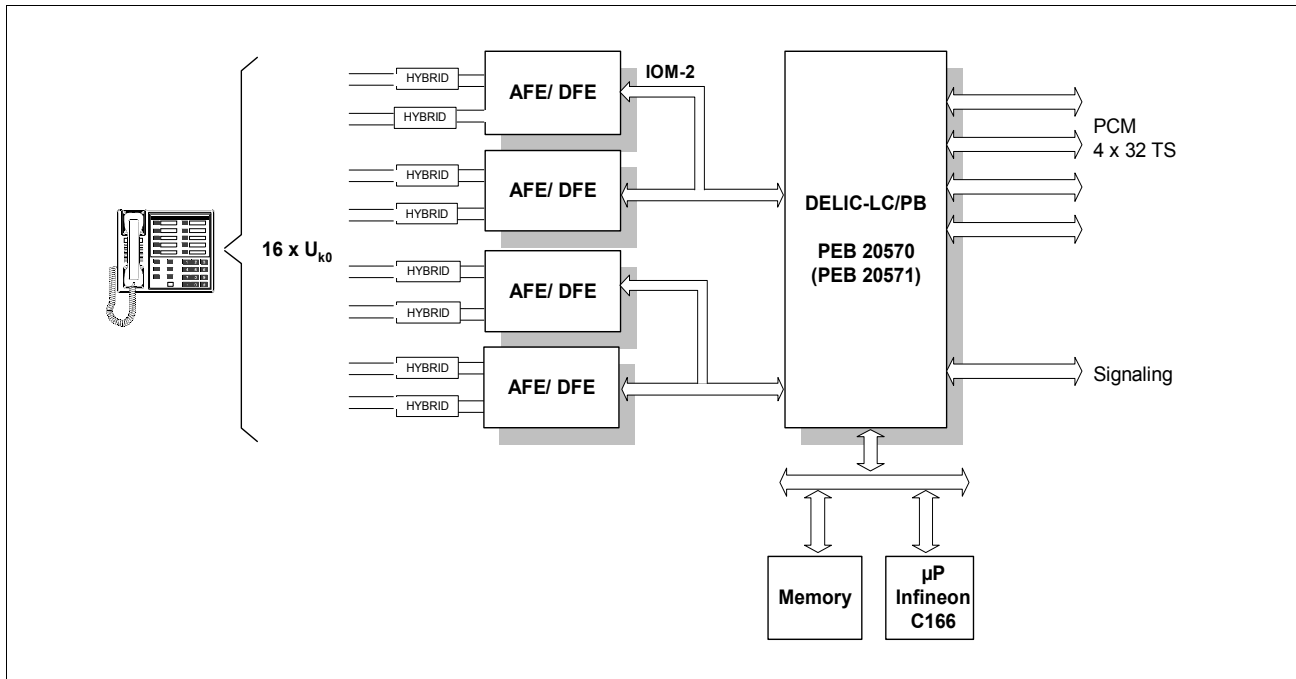 16 x Uk0
HYBRID
HYBRID
HYBRID
HYBRID
HYBRID
HYBRID
HYBRID
HYBRID
AFE/ DFE
AFE/ DFE
AFE/ DFE
AFE/ DFE
IOM-2
DELIC-LC/PB
PEB 20570
(PEB 20571)
PCM
4 x 32 TS
Signaling
Memory
µP
Infineon
C166